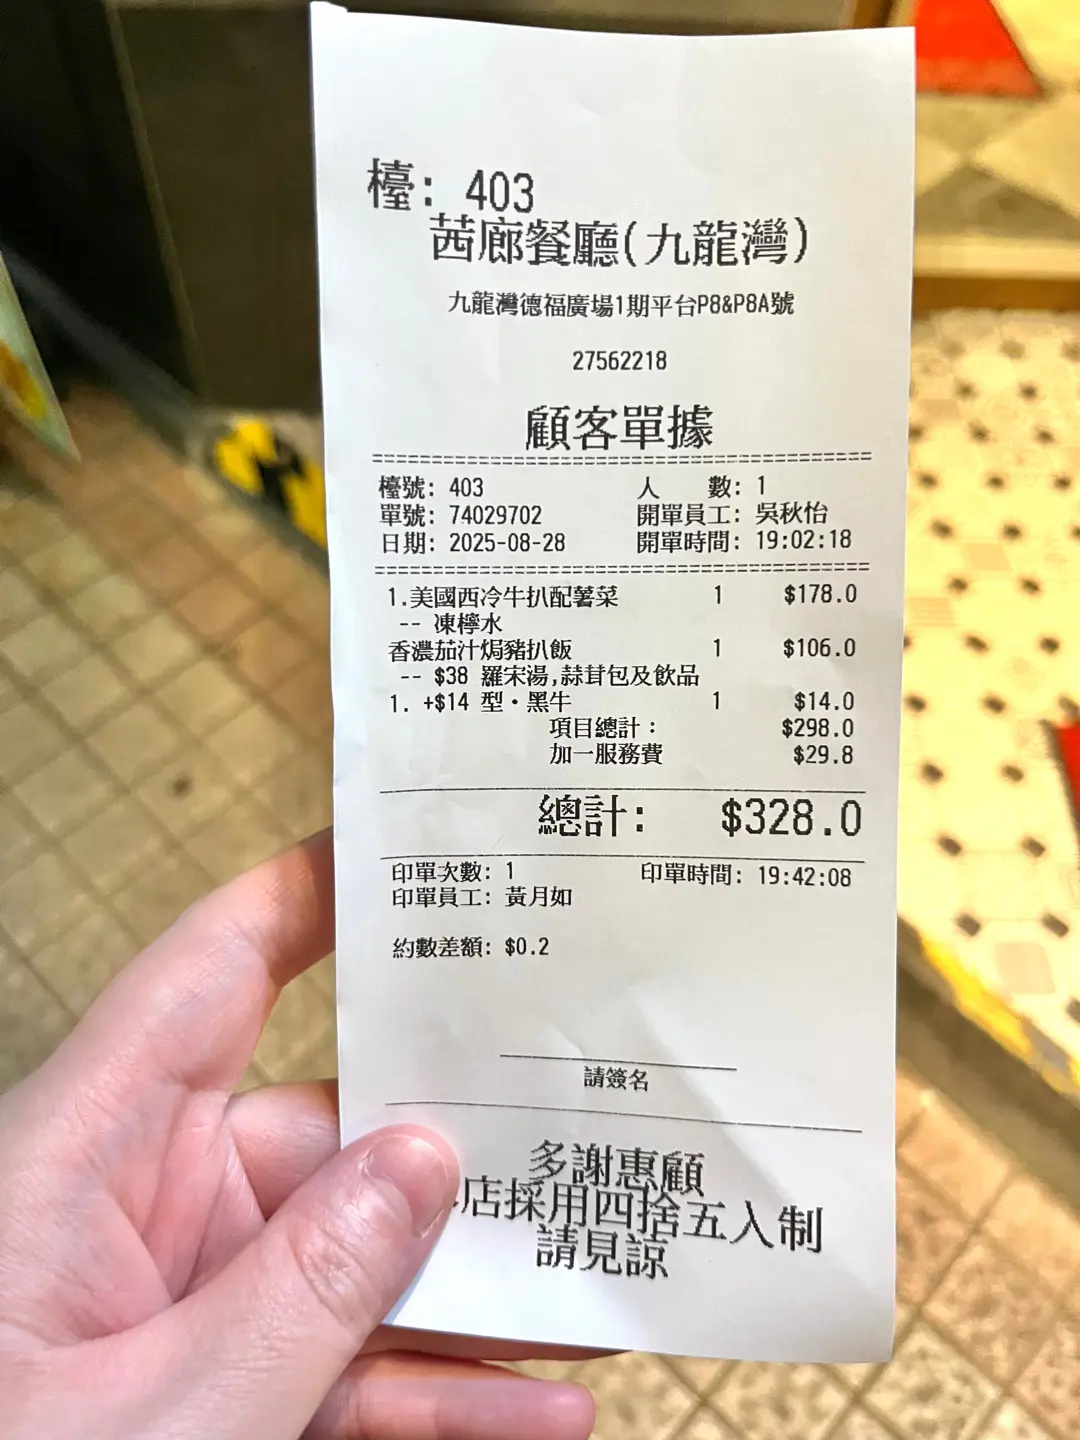 檯: 403
茜廊餐廳(九龍灣)
九龍灣德福廣場1期平台P8&P8A號
27562218
顧客單據
檯號: 403 人 數: 1
單號: 74029702 開單員工: 吳秋怡
日期: 2025-08-28 開單時間: 19:02:18
1.美國西冷牛扒配薯菜 1 $178.0
-- 凍檸水
香濃茄汁焗豬扒飯 1 $106.0
-- $38 羅宋湯,蒜茸包及飲品
1. +$14 型·黑牛 1 $14.0
項目總計: $298.0
加一服務費 $29.8
總計: $328.0
印單次數: 1 印單時間: 19:42:08
印單員工: 黃月如
約數差額: $0.2
請簽名
多謝惠顧
店採用四捨五入制
請見諒